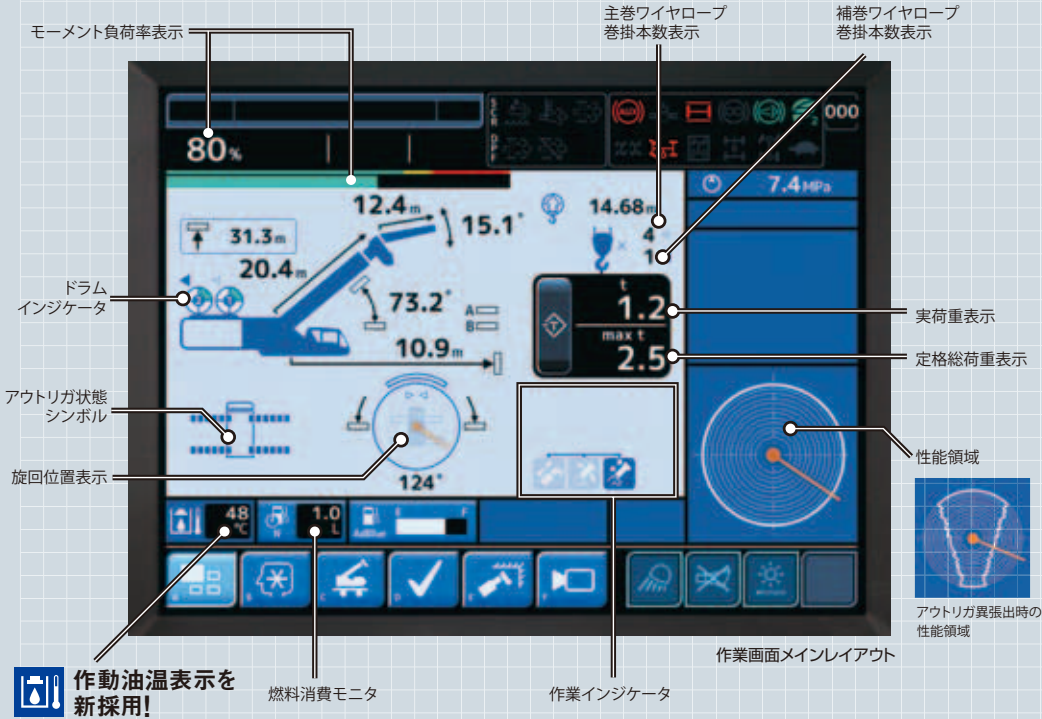 モーメント負荷率表示
主巻ワイヤロープ
巻掛本数表示
補巻ワイヤロープ
巻掛本数表示
80%
000
7.4MPa
12.4m
15.1°
14.68m
4
×
1
31.3m
20.4m
73.2°
A
B
10.9m
t
1.2
max t
2.5
T
124°
48
℃
N
1.0
L
AdBlue
E
F
A
B
C
D
E
F
ドラム
インジケータ
アウトリガ状態
シンボル
旋回位置表示
実荷重表示
定格総荷重表示
性能領域
アウトリガ異張出時の
性能領域
作業画面メインレイアウト
作動油温表示を
新採用!
燃料消費モニタ
作業インジケータ